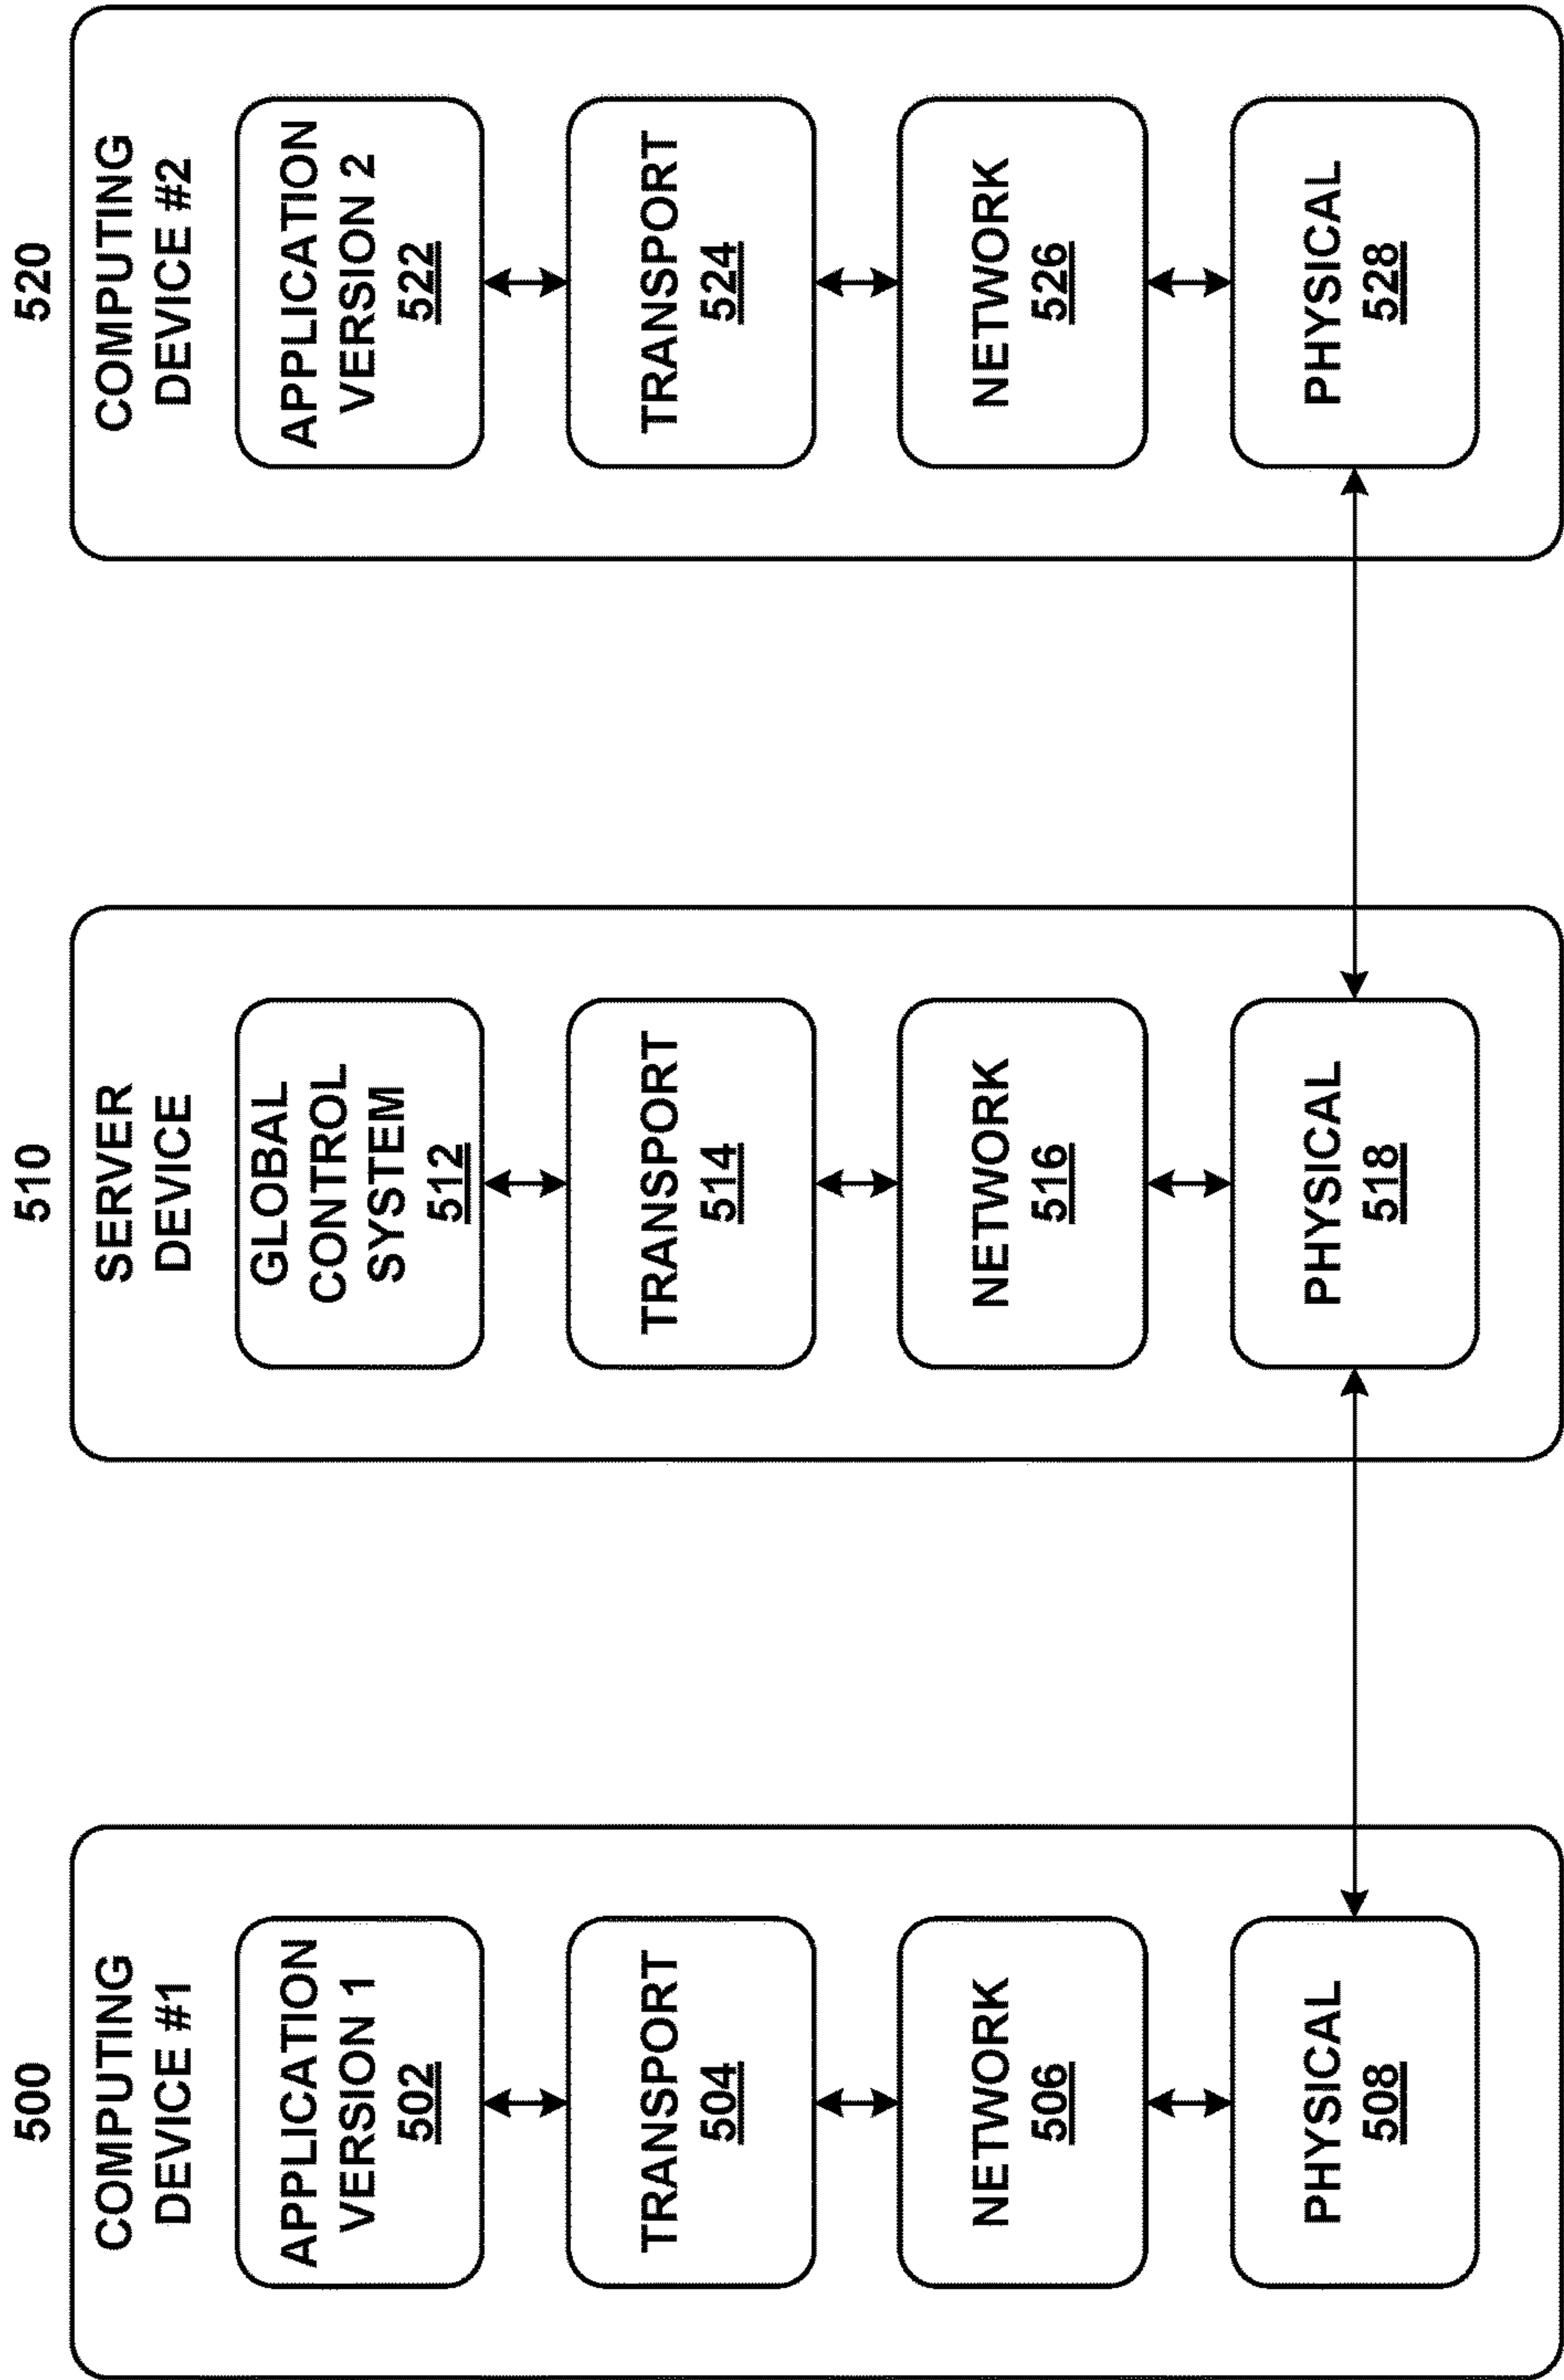 500
COMPUTING
DEVICE #1
APPLICATION
VERSION 1
502
TRANSPORT
504
NETWORK
506
PHYSICAL
508
510
SERVER
DEVICE
GLOBAL
CONTROL
SYSTEM
512
TRANSPORT
514
NETWORK
516
PHYSICAL
518
520
COMPUTING
DEVICE #2
APPLICATION
VERSION 2
522
TRANSPORT
524
NETWORK
526
PHYSICAL
528